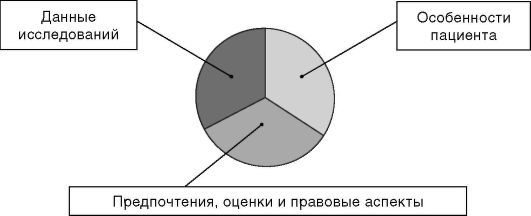 Данные
исследований
Особенности
пациента
Предпочтения, оценки и правовые аспекты